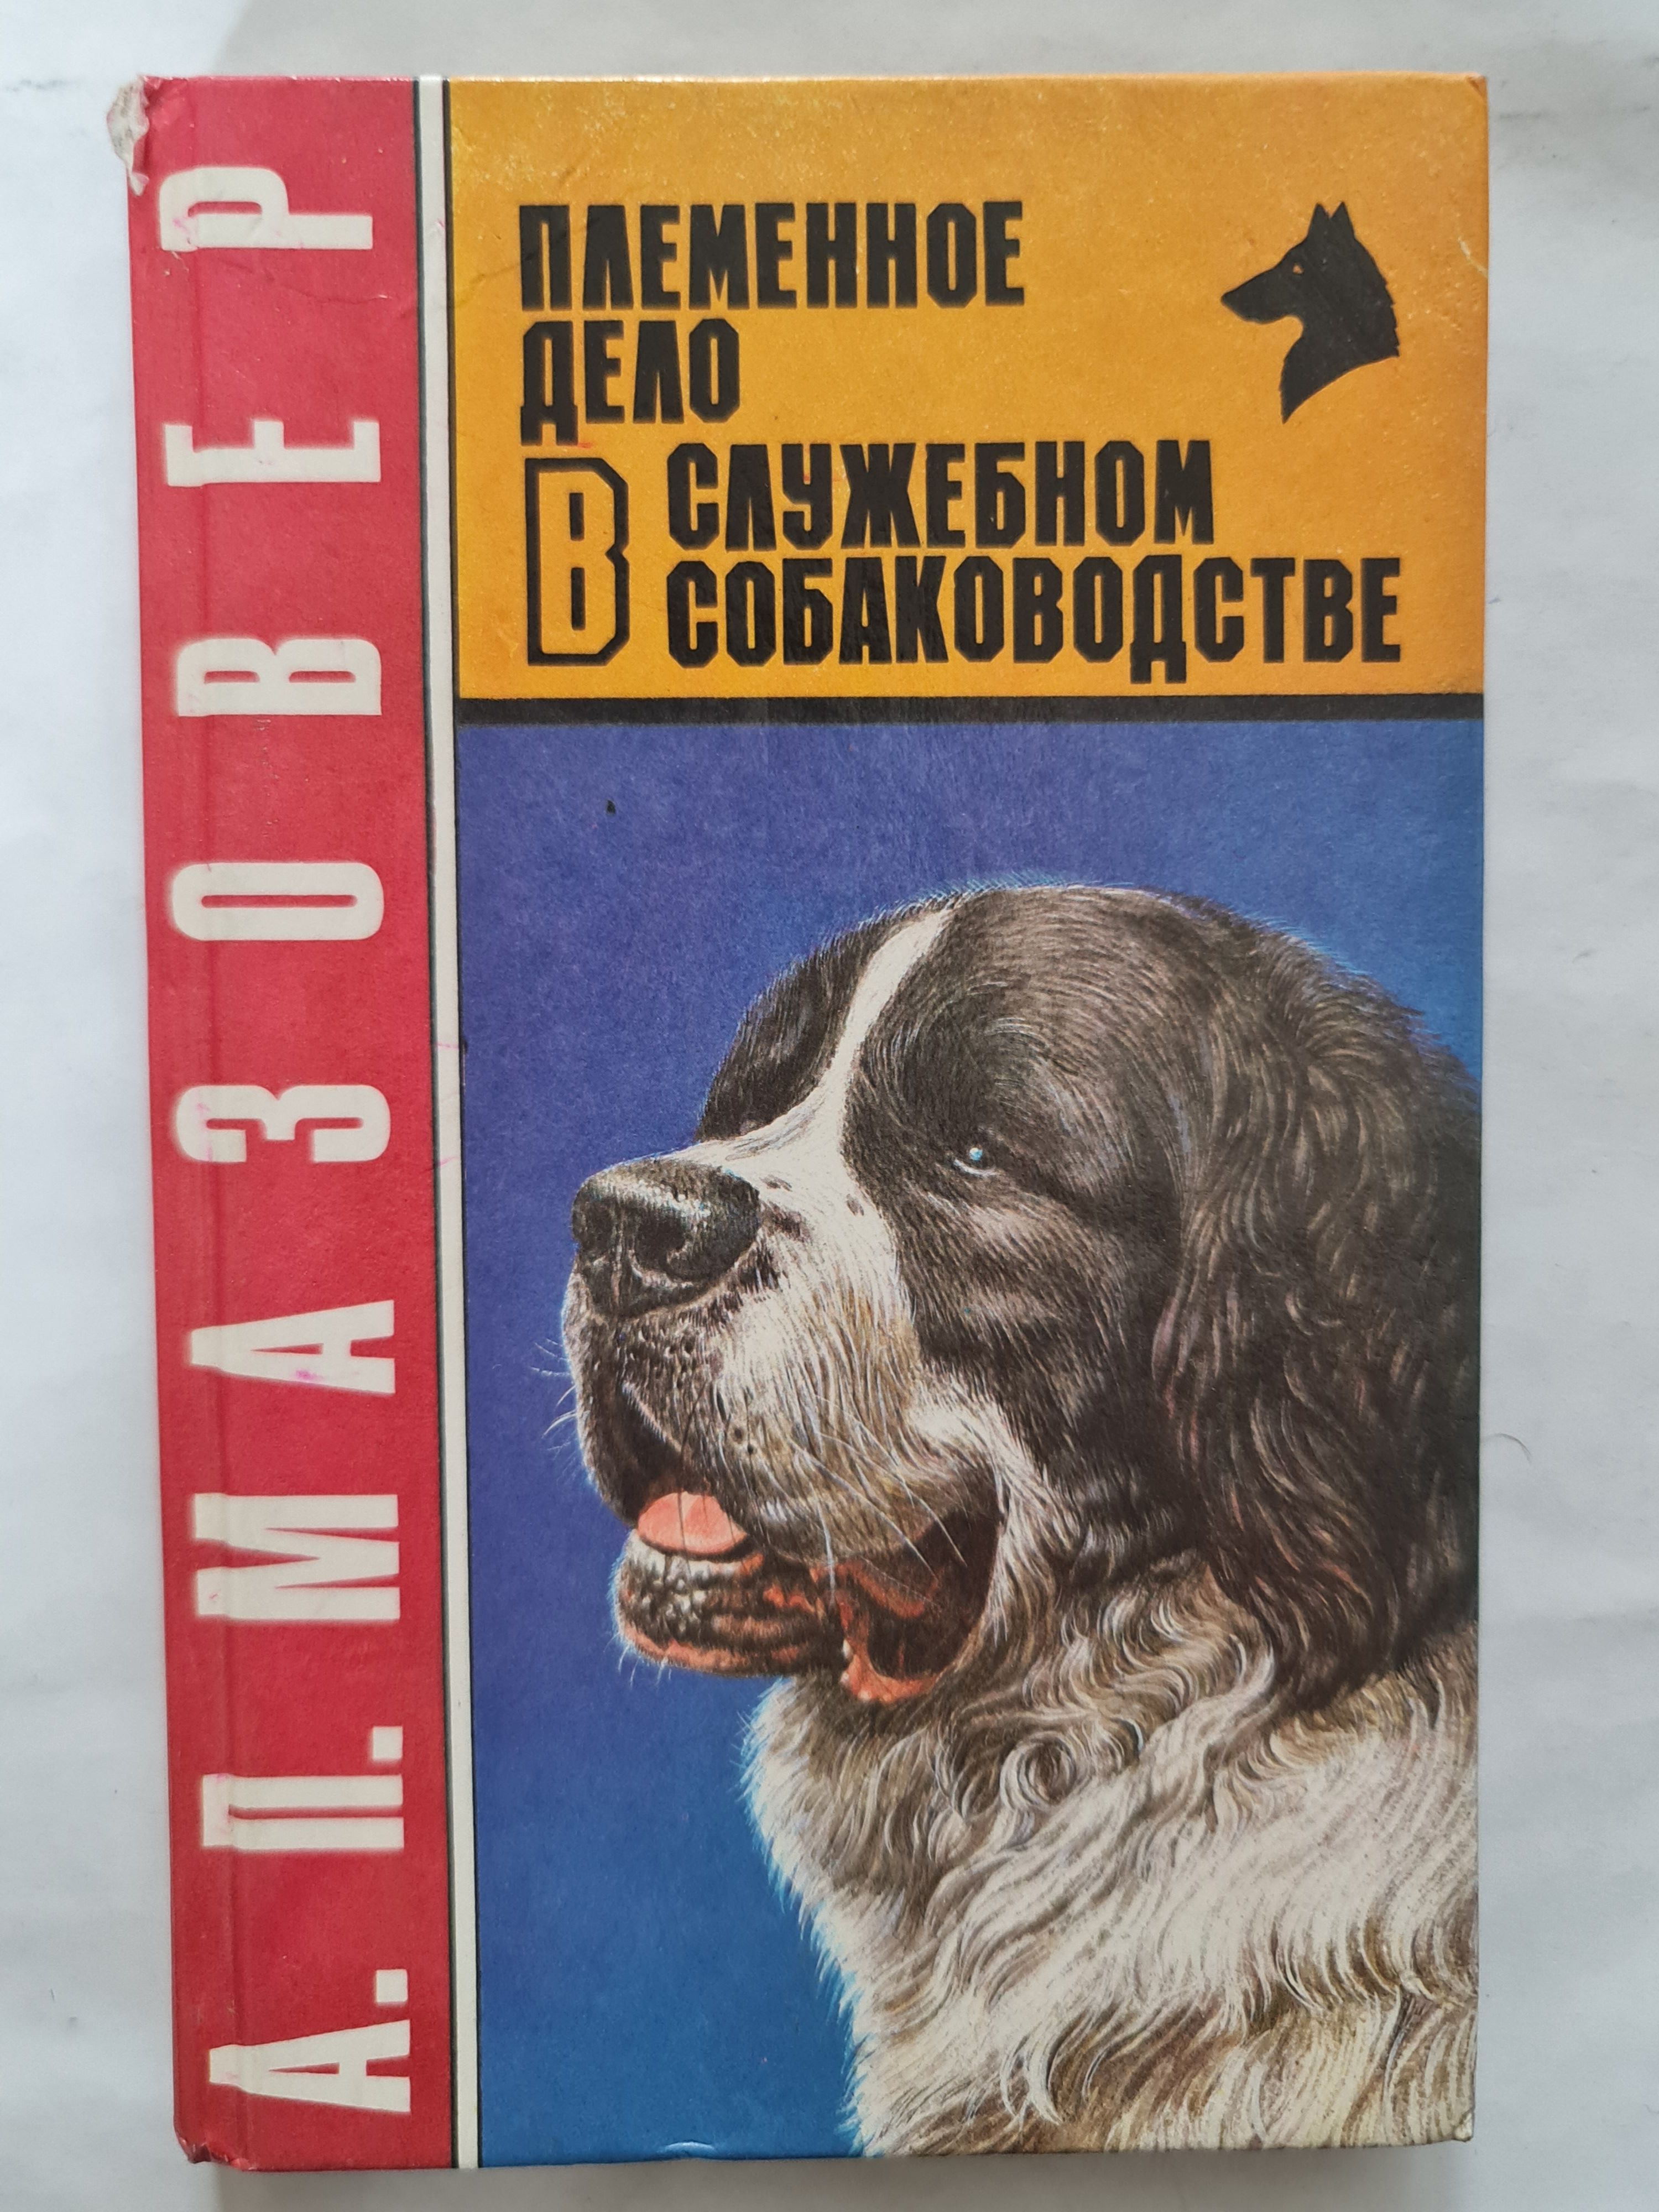 А. П. МАЗОВЕР
ПЛЕМЕННОЕ
ДЕЛО
В СЛУЖЕБНОМ
СОБАКОВОДСТВЕ